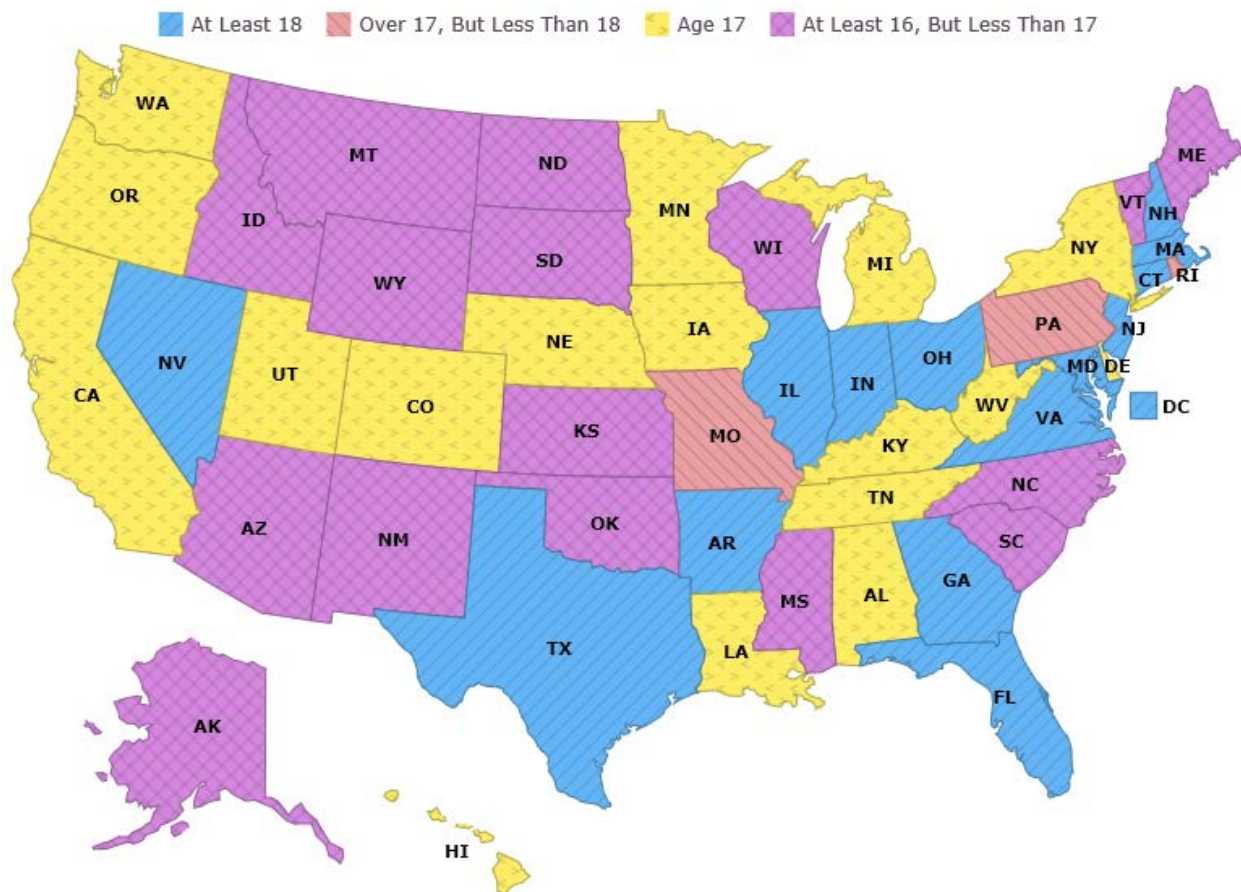 At Least 18 Over 17, But Less Than 18 Age 17 At Least 16, But Less Than 17
WA
MT
ND
ME
OR
ID
MN
VT
NH
SD
WI
NY
MA
MI
CT
RI
WY
PA
IA
NE
NJ
NV
UT
OH
IL
IN
MD
DE
CA
CO
WV
DC
VA
KS
MO
KY
NC
TN
AZ
OK
NM
AR
SC
GA
MS
AL
TX
LA
FL
AK
HI